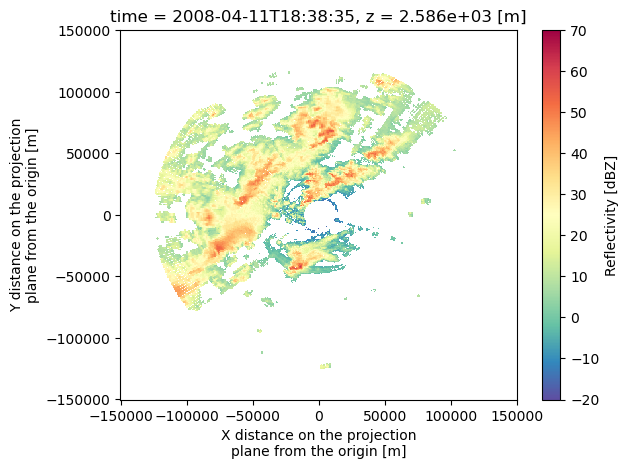 time = 2008-04-11T18:38:35, z = 2.586e+03 [m]
150000
100000
50000
0
−50000
−100000
−150000
Y distance on the projection
plane from the origin [m]
−150000 −100000 −50000 0 50000 100000 150000
X distance on the projection
plane from the origin [m]
70
60
50
40
30
20
10
0
−10
−20
Reflectivity [dBZ]